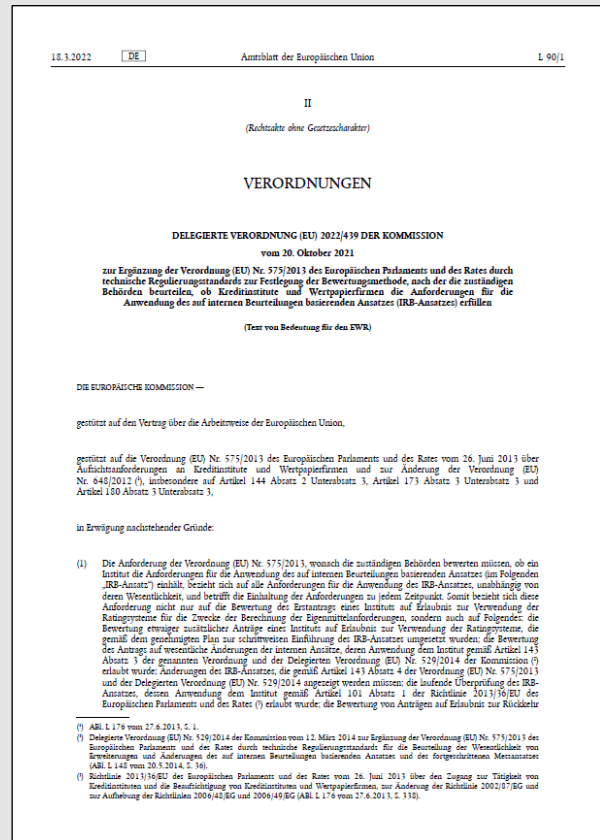 18.3.2022 DE Amtsblatt der Europäischen Union L 90/1
II
(Rechtsakte ohne Gesetzescharakter)
VERORDNUNGEN
DELEGIERTE VERORDNUNG (EU) 2022/439 DER KOMMISSION
vom 20. Oktober 2021
zur Ergänzung der Verordnung (EU) Nr. 575/2013 des Europäischen Parlaments und des Rates durch
technische Regulierungsstandards zur Festlegung der Bewertungsmethode, nach der die zuständigen
Behörden beurteilen, ob Kreditinstitute und Wertpapierfirmen die Anforderungen für die
Anwendung des auf internen Beurteilungen basierenden Ansatzes (IRB-Ansatzes) erfüllen
(Text von Bedeutung für den EWR)
DIE EUROPÄISCHE KOMMISSION —
gestützt auf den Vertrag über die Arbeitsweise der Europäischen Union,
gestützt auf die Verordnung (EU) Nr. 575/2013 des Europäischen Parlaments und des Rates vom 26. Juni 2013 über
Aufsichtsanforderungen an Kreditinstitute und Wertpapierfirmen und zur Änderung der Verordnung (EU)
Nr. 648/2012 (¹), insbesondere auf Artikel 144 Absatz 2 Unterabsatz 3, Artikel 173 Absatz 3 Unterabsatz 3 und
Artikel 180 Absatz 3 Unterabsatz 3,
in Erwägung nachstehender Gründe:
(1) Die Anforderung der Verordnung (EU) Nr. 575/2013, wonach die zuständigen Behörden bewerten müssen, ob ein
Institut die Anforderungen für die Anwendung des auf internen Beurteilungen basierenden Ansatzes (im Folgenden
„IRB-Ansatz“) einhält, bezieht sich auf alle Anforderungen für die Anwendung des IRB-Ansatzes, unabhängig von
deren Wesentlichkeit, und betrifft die Einhaltung der Anforderungen zu jedem Zeitpunkt. Somit bezieht sich diese
Anforderung nicht nur auf die Bewertung des Erstantrags eines Instituts auf Erlaubnis zur Verwendung der
Ratingsysteme für die Zwecke der Berechnung der Eigenmittelanforderungen, sondern auch auf Folgendes: die
Bewertung etwaiger zusätzlicher Anträge eines Instituts auf Erlaubnis zur Verwendung der Ratingsysteme, die
gemäß dem genehmigten Plan zur schrittweisen Einführung des IRB-Ansatzes umgesetzt wurden; die Bewertung
des Antrags auf wesentliche Änderungen der internen Ansätze, deren Anwendung dem Institut gemäß Artikel 143
Absatz 3 der genannten Verordnung und der Delegierten Verordnung (EU) Nr. 529/2014 der Kommission (²)
erlaubt wurde; Änderungen des IRB-Ansatzes, die gemäß Artikel 143 Absatz 4 der Verordnung (EU) Nr. 575/2013
und der Delegierten Verordnung (EU) Nr. 529/2014 angezeigt werden müssen; die laufende Überprüfung des IRB-
Ansatzes, dessen Anwendung dem Institut gemäß Artikel 101 Absatz 1 der Richtlinie 2013/36/EU des
Europäischen Parlaments und des Rates (³) erlaubt wurde; die Bewertung von Anträgen auf Erlaubnis zur Rückkehr
(¹) ABl. L 176 vom 27.6.2013, S. 1.
(²) Delegierte Verordnung (EU) Nr. 529/2014 der Kommission vom 12. März 2014 zur Ergänzung der Verordnung (EU) Nr. 575/2013 des
Europäischen Parlaments und des Rates durch technische Regulierungsstandards für die Beurteilung der Wesentlichkeit von
Erweiterungen und Änderungen des auf internen Beurteilungen basierenden Ansatzes und des fortgeschrittenen Messansatzes
(ABl. L 148 vom 20.5.2014, S. 36).
(³) Richtlinie 2013/36/EU des Europäischen Parlaments und des Rates vom 26. Juni 2013 über den Zugang zur Tätigkeit von
Kreditinstituten und die Beaufsichtigung von Kreditinstituten und Wertpapierfirmen, zur Änderung der Richtlinie 2002/87/EG und
zur Aufhebung der Richtlinien 2006/48/EG und 2006/49/EG (ABl. L 176 vom 27.6.2013, S. 338).